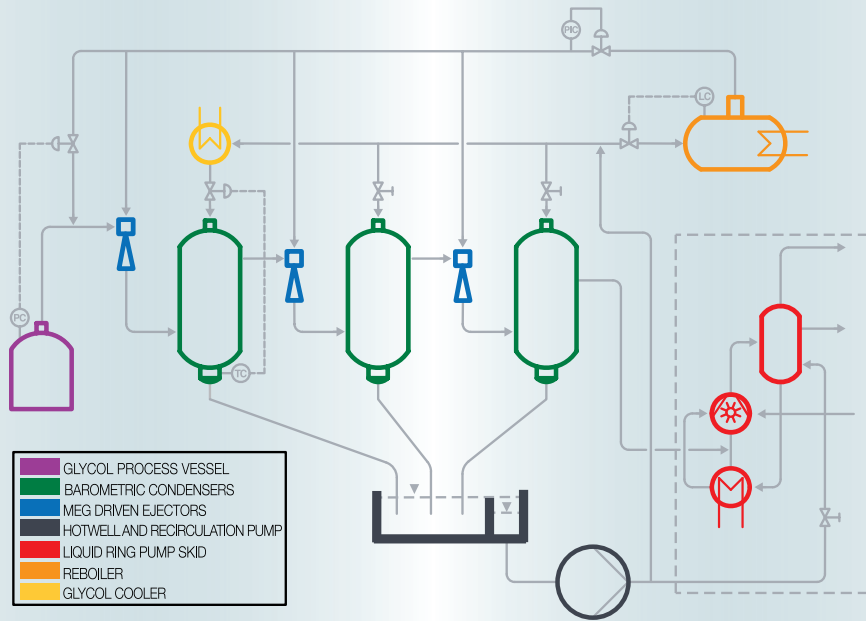 PIC
LC
PC
TC
GLYCOL PROCESS VESSEL
BAROMETRIC CONDENSERS
MEG DRIVEN EJECTORS
HOTWELL AND RECIRCULATION PUMP
LIQUID RING PUMP SKID
REBOILER
GLYCOL COOLER